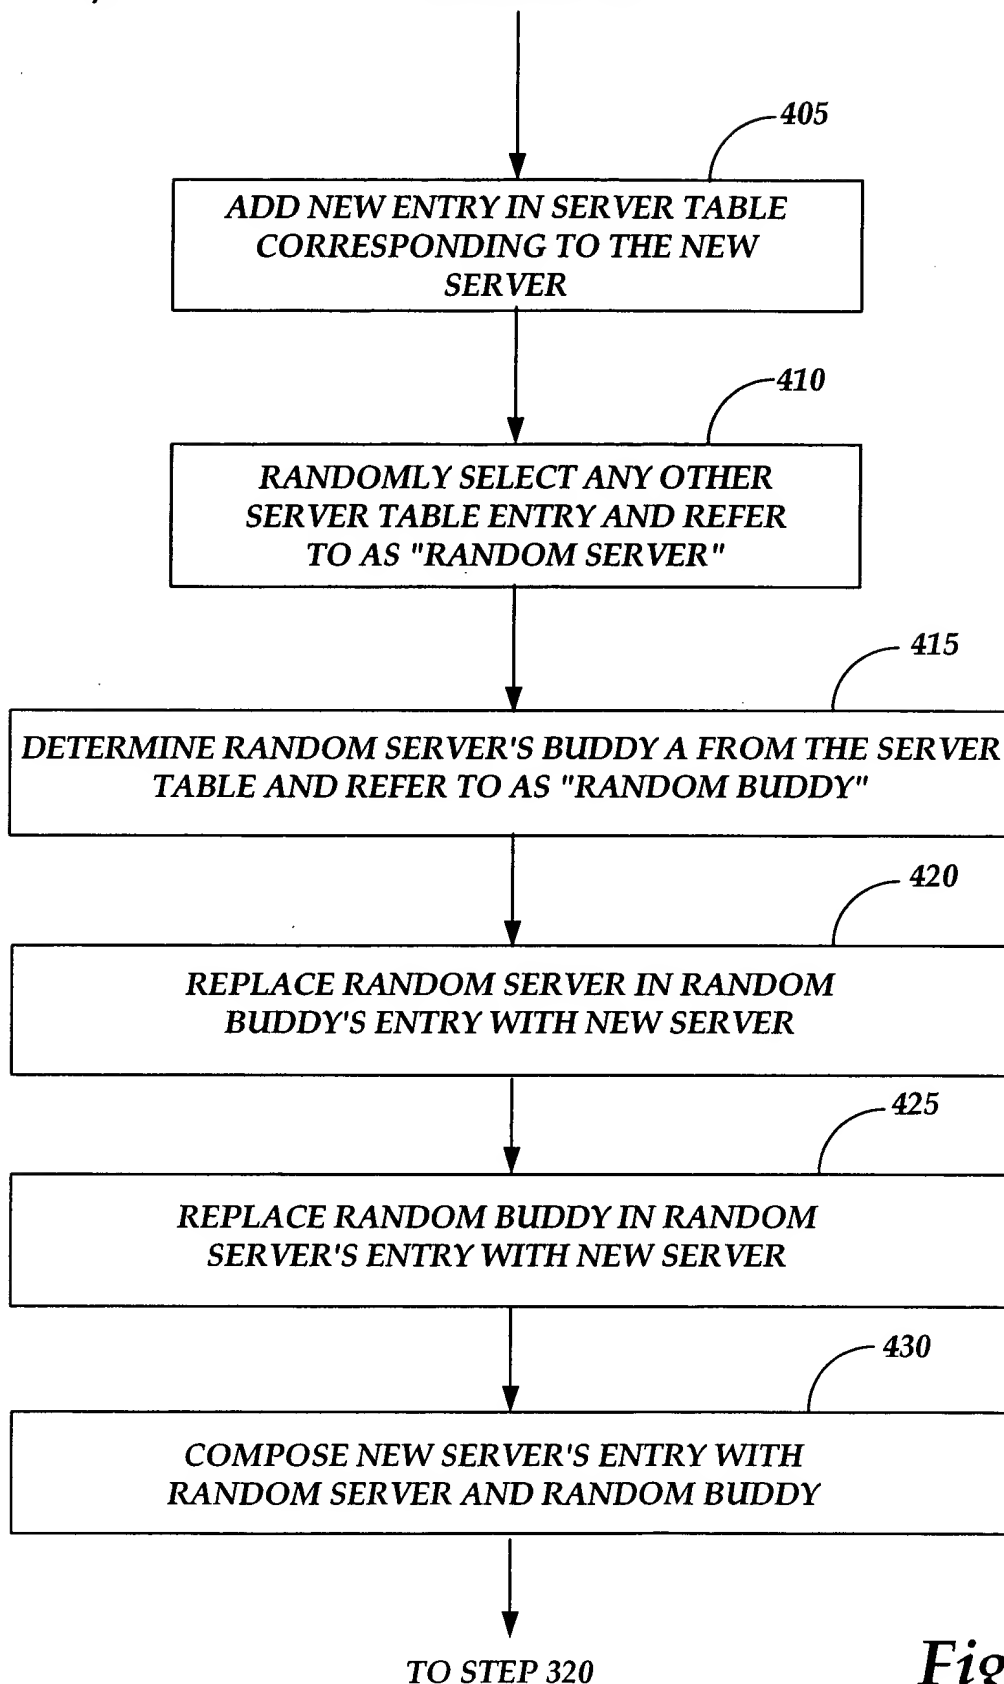 405
ADD NEW ENTRY IN SERVER TABLE
CORRESPONDING TO THE NEW
SERVER
410
RANDOMLY SELECT ANY OTHER
SERVER TABLE ENTRY AND REFER
TO AS "RANDOM SERVER"
415
DETERMINE RANDOM SERVER'S BUDDY A FROM THE SERVER
TABLE AND REFER TO AS "RANDOM BUDDY"
420
REPLACE RANDOM SERVER IN RANDOM
BUDDY'S ENTRY WITH NEW SERVER
425
REPLACE RANDOM BUDDY IN RANDOM
SERVER'S ENTRY WITH NEW SERVER
430
COMPOSE NEW SERVER'S ENTRY WITH
RANDOM SERVER AND RANDOM BUDDY
TO STEP 320
Fig